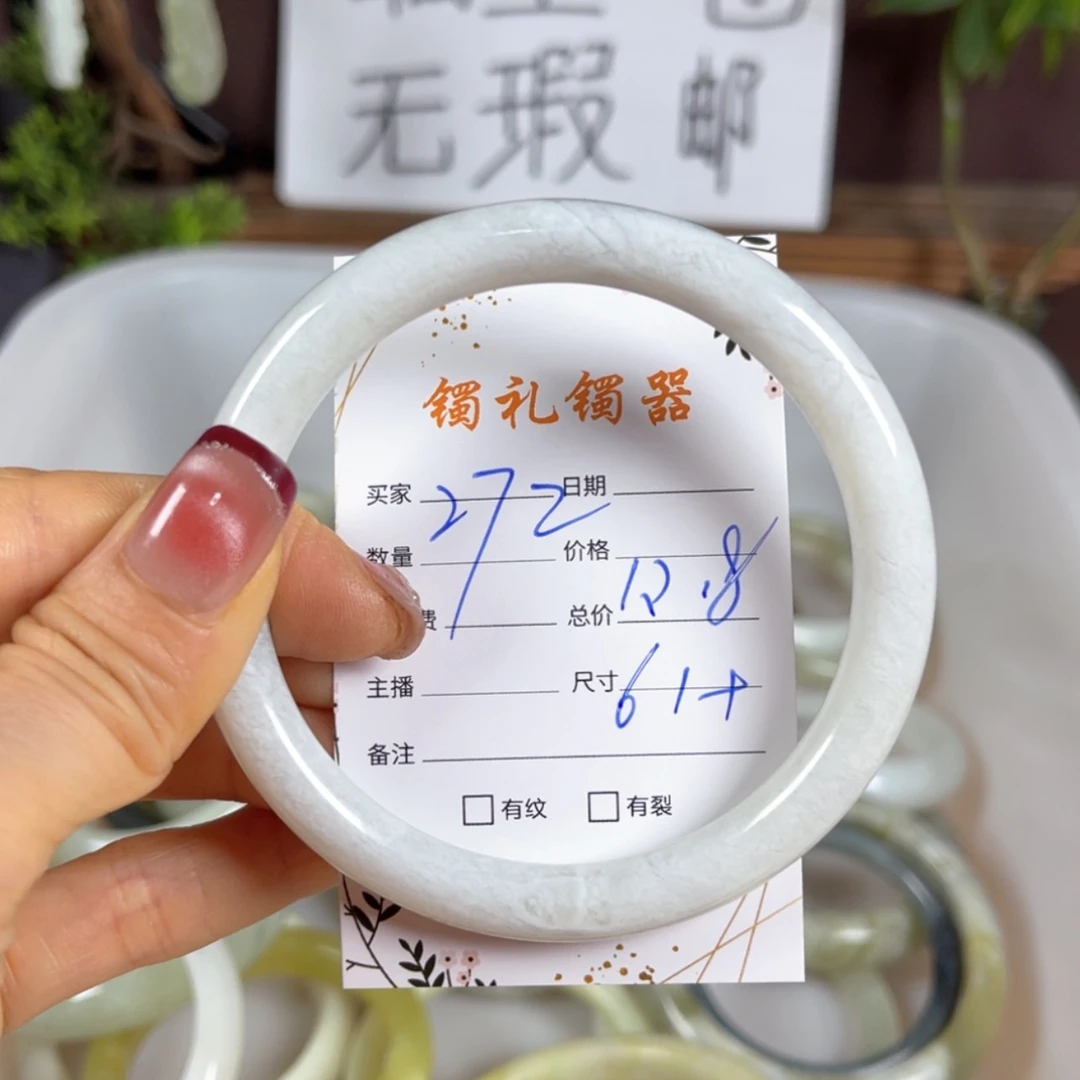 包
无瑕 邮
镯礼镯器
买家 272 日期
数量 价格
费 总价 12.8
主播 尺寸 61+
备注
□有纹 □有裂